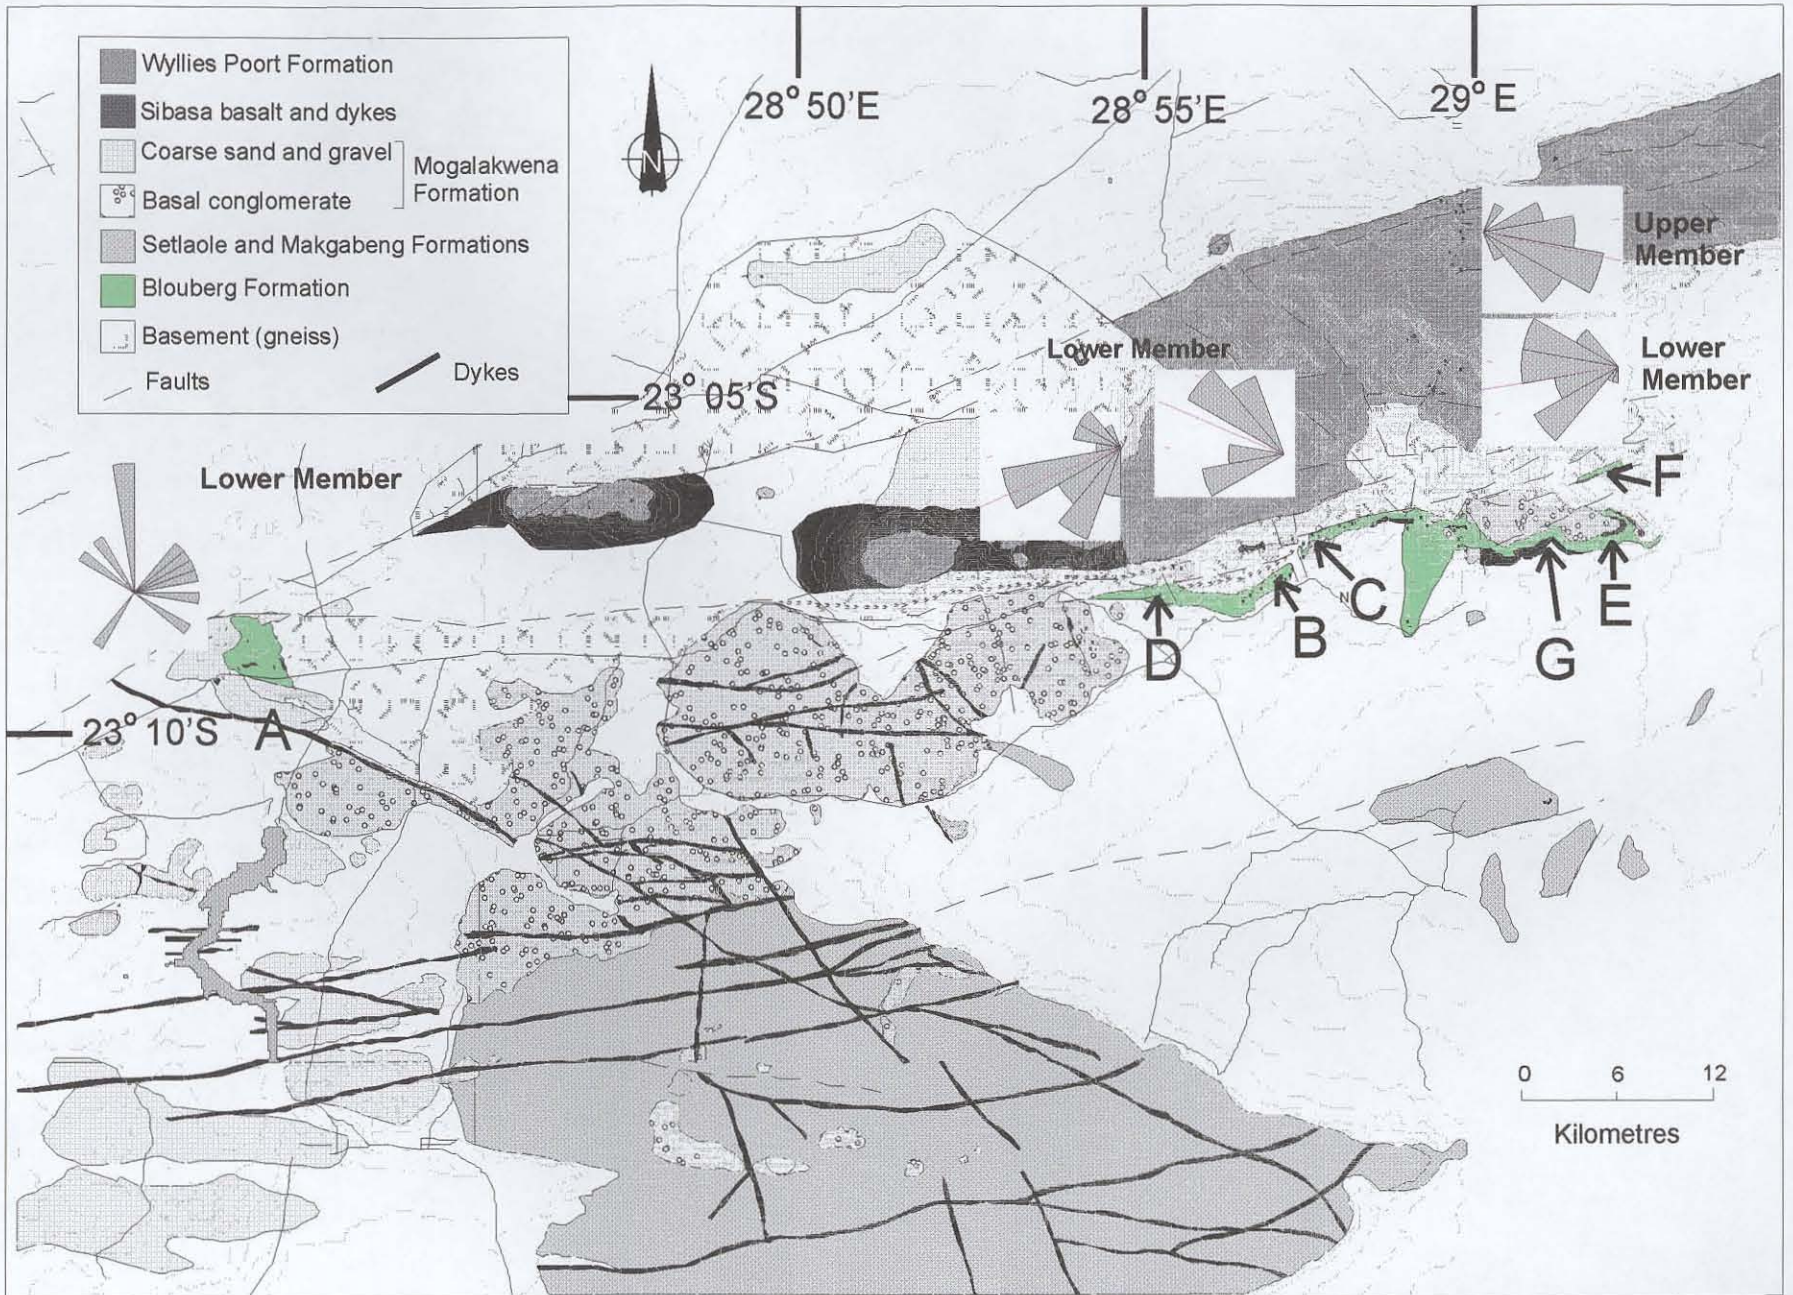 Wyllies Poort Formation
Sibasa basalt and dykes
Coarse sand and gravel
Mogalakwena
Formation
Basal conglomerate
Setlaole and Makgabeng Formations
Blouberg Formation
Basement (gneiss)
Faults
Dykes
N
28° 50'E
28° 55'E
29° E
23° 05'S
Upper
Member
Lower
Member
Lower Member
Lower Member
F
E
G
C
B
D
N
23° 10'S
A
0 6 12
Kilometres